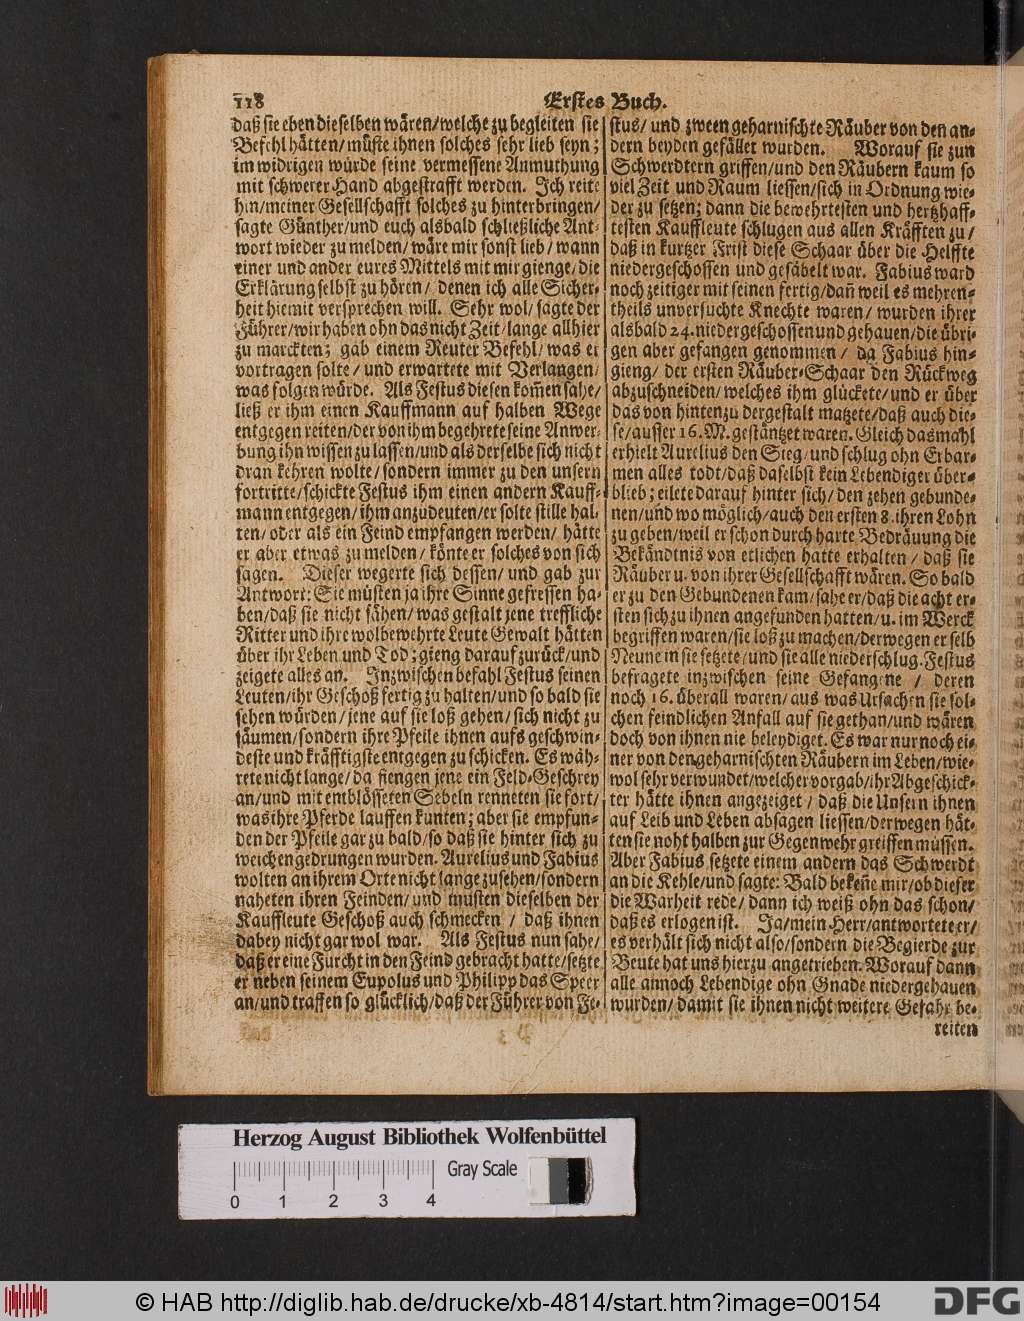 118
Erstes Buch.
daß sie eben dieselben wären/welche zu begleiten sie
Befehl hätten/ müste ihnen solches sehr lieb seyn;
im widrigen würde seine vermessene Anmuthung
mit schwerer Hand abgestrafft werden. Ich reite
hin/meiner Gesellschafft solches zu hinterbringen/
sagte Günther/und euch alsbald schließliche Ant-
wort wieder zu melden/ wäre mir sonst lieb/ wann
einer und ander eures Mittels mit mir gienge/ die
Erklärung selbst zu hören/ denen ich alle Sicher-
heit hiemit versprechen will. Sehr wol/ sagte der
Führer/wir haben ohn das nicht Zeit/lange allhier
zu marckten; gab einem Reuter Befehl/ was er
vortragen solte/ und erwartete mit Verlangen/
was folgen würde. Als Festus diesen kom̃en sahe/
ließ er ihm einen Kauffmann auf halben Wege
entgegen reiten/der von ihm begehrete seine Anwer-
bung ihn wissen zu lassen/und als derselbe sich nicht
dran kehren wolte/ sondern immer zu den unsern
fortritte/schickte Festus ihm einen andern Kauff-
mann entgegen/ ihm anzudeuten/er solte stille hal-
ten/ oder als ein Feind empfangen werden/ hätte
er aber etwas zu melden/ könte er solches von sich
sagen. Dieser wegerte sich dessen/ und gab zur
Antwort: Sie müsten ja ihre Sinne gefressen ha-
ben/daß sie nicht sähen/ was gestalt jene treffliche
Ritter und ihre wolbewehrte Leute Gewalt hätten
über ihr Leben und Tod; gieng darauf zurück/und
zeigete alles an. Inzwischen befahl Festus seinen
Leuten/ihr Geschoß fertig zu halten/und so bald sie
sehen würden/ jene auf sie loß gehen/ sich nicht zu
säumen/sondern ihre Pfeile ihnen aufs geschwin-
deste und kräfftigste entgegen zu schicken. Es wäh-
rete nicht lange/ da fiengen jene ein Feld-Geschrey
an/und mit entblösseten Sebeln renneten sie fort/
was ihre Pferde lauffen kunten; aber sie empfun-
den der Pfeile gar zu bald/ so daß sie hinter sich zu
weichen gedrungen wurden. Aurelius und Fabius
wolten an ihrem Orte nicht lange zusehen/sondern
naheten ihren Feinden/ und musten dieselben der
Kauffleute Geschoß auch schmecken / daß ihnen
dabey nicht gar wol war. Als Festus nun sahe/
daß er eine Furcht in den Feind gebracht hatte/setzte
er neben seinem Eupolus und Philipp das Speer
an/und traffen so glücklich/daß der Führer von Fe-
stus/ und zween geharnischte Räuber von den an-
dern beyden gefället wurden. Worauf sie zun
Schwerdtern griffen/und den Räubern kaum so
viel Zeit und Raum liessen/sich in Ordnung wie-
der zu setzen; dann die bewehrtesten und hertzhaff-
testen Kauffleute schlugen aus allen Kräfften zu/
daß in kurtzer Frist diese Schaar über die Helffte
niedergeschossen und gesäbelt war. Fabius ward
noch zeitiger mit seinen fertig/dañ weil es mehren-
theils unversuchte Knechte waren/ wurden ihrer
alsbald 24. niedergeschossen und gehauen/die übri-
gen aber gefangen genommen/ da Fabius hin-
gieng/ der ersten Räuber-Schaar den Rückweg
abzuschneiden/welches ihm glückete/und er über
das von hinten zu dergestalt matzete/daß auch die-
se/ausser 16. M. gestäntzet waren. Gleich dasmahl
erhielt Aurelius den Sieg/ und schlug ohn Erbar-
men alles todt/daß daselbst kein Lebendiger über-
blieb; eilete darauf hinter sich/ den zehen gebunde-
nen/und wo möglich/auch den ersten 8. ihren Lohn
zu geben/weil er schon durch harte Bedräuung die
Bekändtnis von etlichen hatte erhalten/ daß sie
Räuber u. von ihrer Gesellschafft wären. So bald
er zu den Gebundenen kam/sahe er/daß die acht er-
sten sich zu ihnen angefunden hatten/u. im Werck
begriffen waren/sie loß zu machen/derwegen er selb
Neune in sie setzete/und sie alle niederschlug. Festus
befragete inzwischen seine Gefangene / deren
noch 16. überall waren/ aus was Ursachen sie sol-
chen feindlichen Anfall auf sie gethan/und wären
doch von ihnen nie beleydiget. Es war nur noch ei-
ner von den geharnischten Räubern im Leben/wie-
wol sehr verwundet/welcher vorgab/ihr Abgeschick-
ter hätte ihnen angezeiget / daß die Unsern ihnen
auf Leib und Leben absagen liessen/derwegen hät-
ten sie noht halben zur Gegenwehr greiffen müssen.
Aber Fabius setzete einem andern das Schwerdt
an die Kehle/und sagte: Bald bekeñe mir/ob dieser
die Warheit rede/ dann ich weiß ohn das schon/
daß es erlogen ist. Ja/mein Herr/antwortete er/
es verhält sich nicht also/sondern die Begierde zur
Beute hat uns hierzu angetrieben. Worauf dann
alle annoch Lebendige ohn Gnade niedergehauen
wurden/ damit sie ihnen nicht weitere Gefahr be-
reiten
Herzog August Bibliothek Wolfenbüttel
Gray Scale
0 1 2 3 4
© HAB http://diglib.hab.de/drucke/xb-4814/start.htm?image=00154
DFG